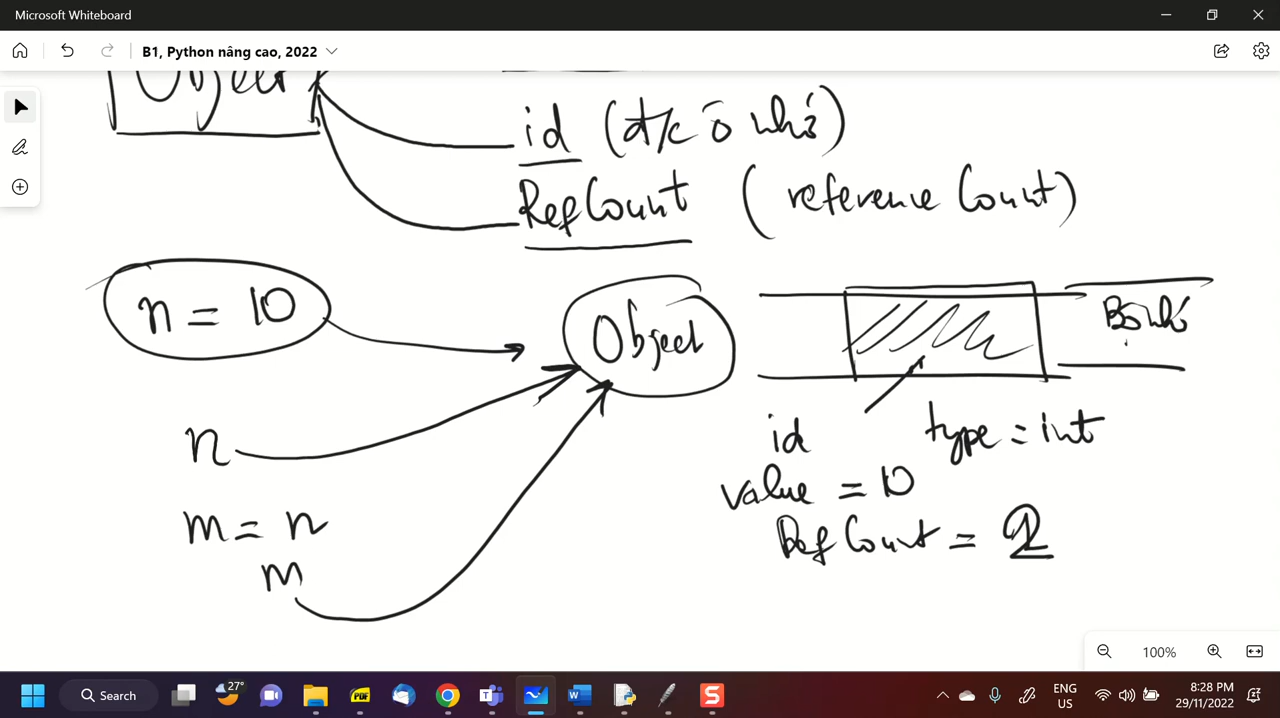 Microsoft Whiteboard
B1, Python nâng cao, 2022
Object
id (đ/c ô nhớ)
RefCount (reference Count)
n = 10
Object
Bộ nhớ
n
id
type = int
value = 10
m = n
RefCount = 2
m
100%
27°
Search
ENG
US
8:28 PM
29/11/2022